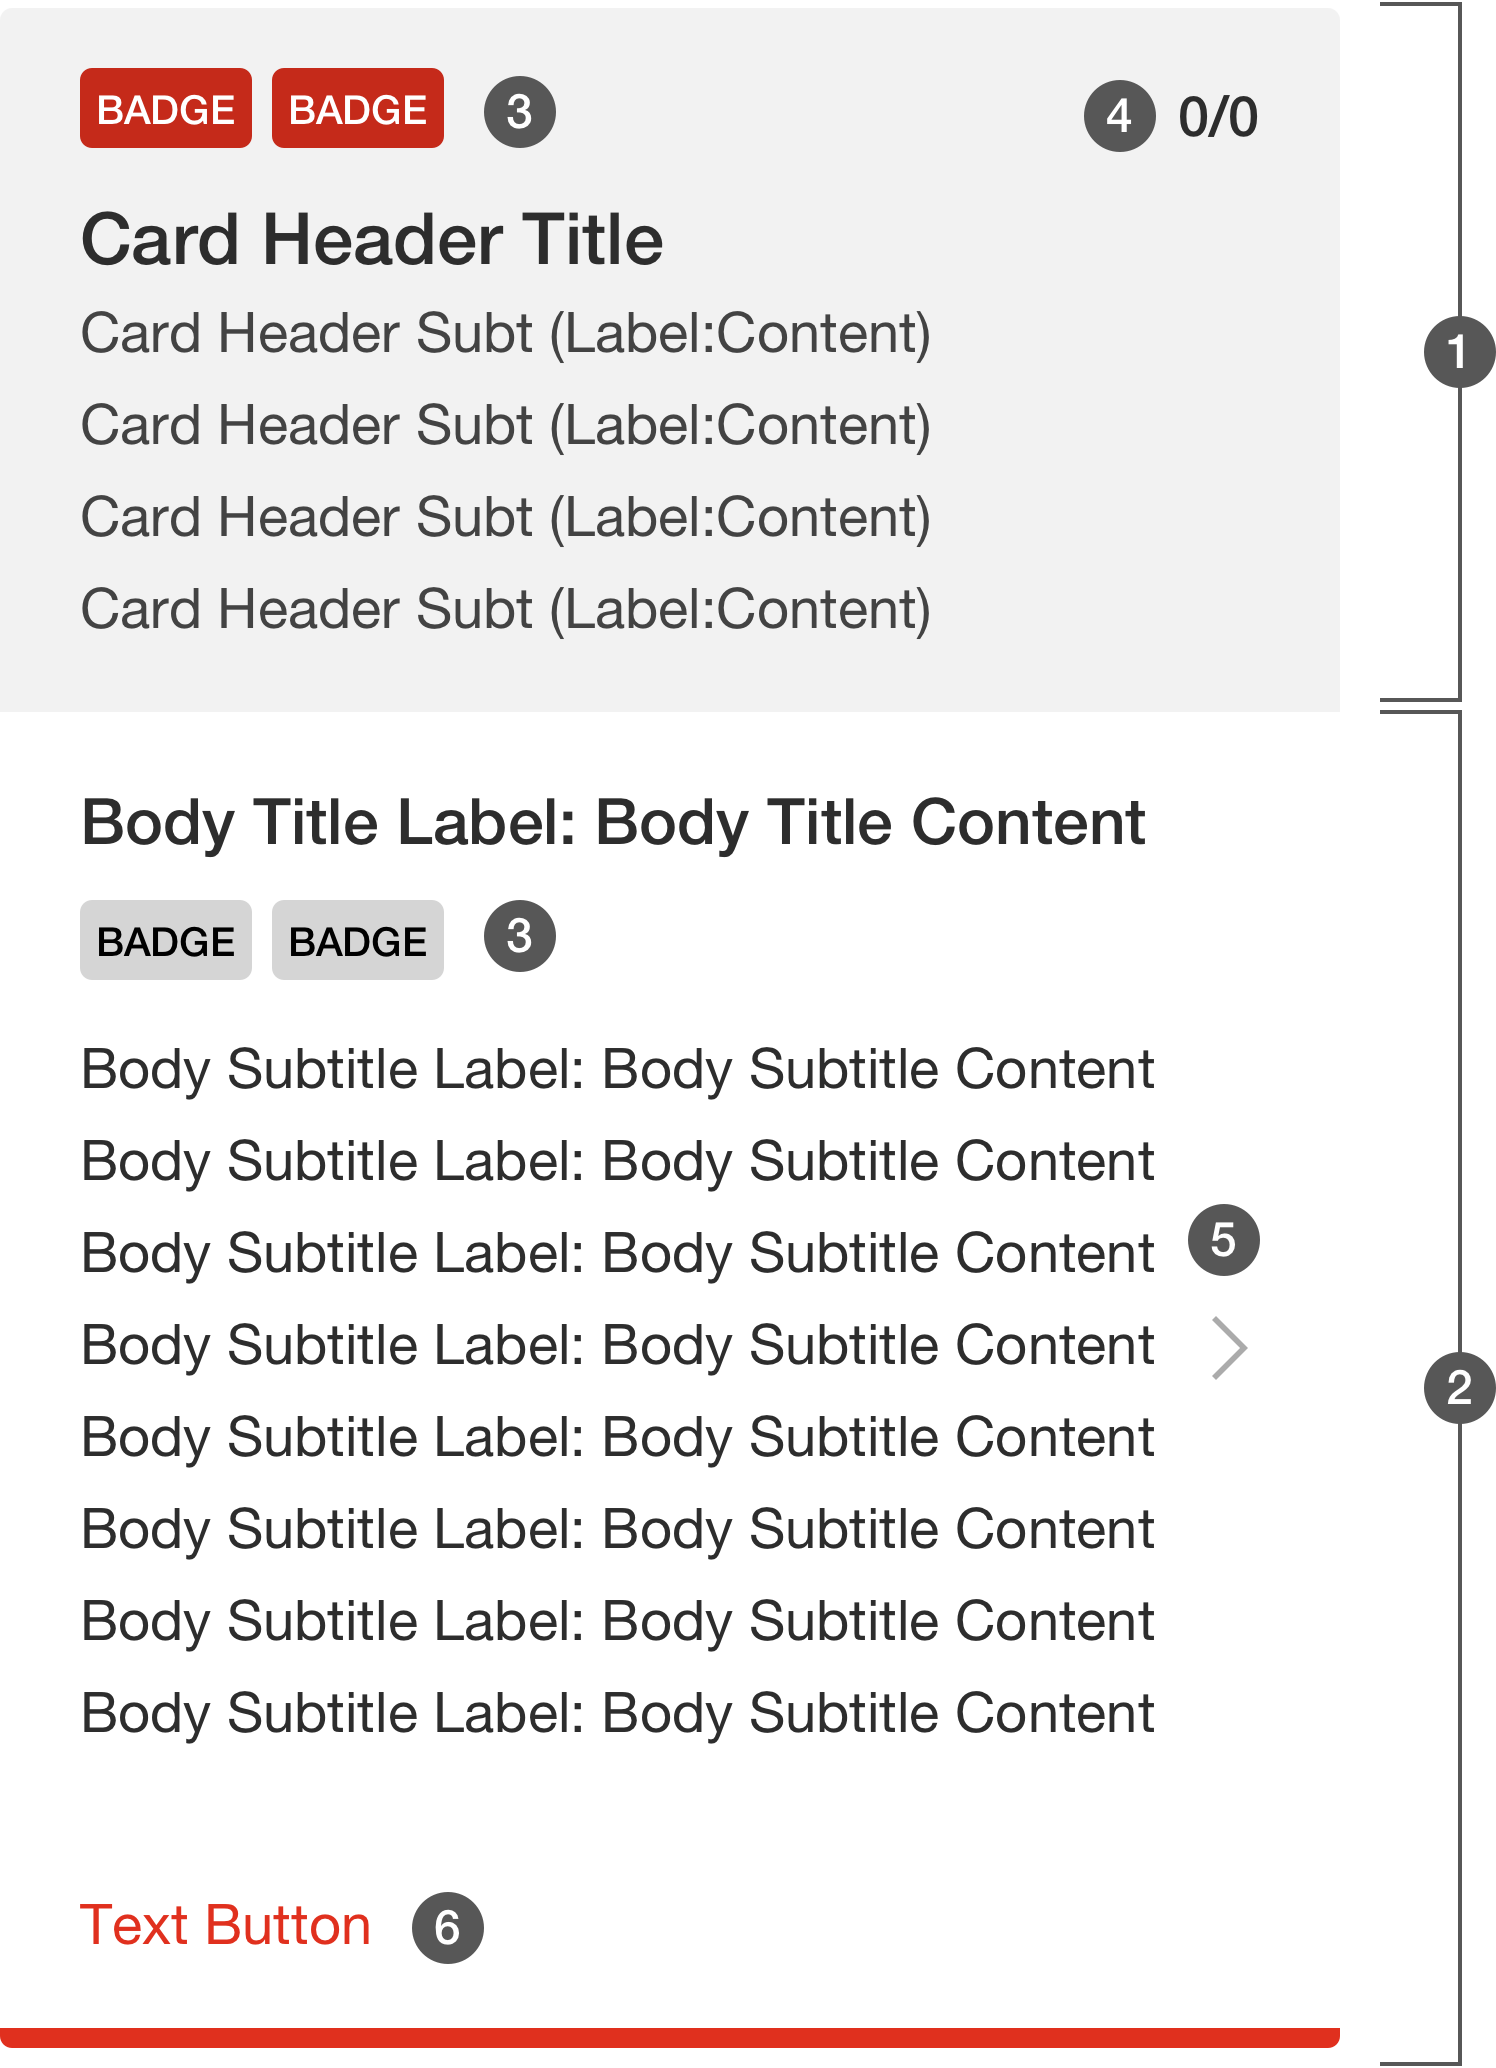 BADGE BADGE 3 4 0/0
Card Header Title
Card Header Subt (Label:Content)
1
Card Header Subt (Label:Content)
Card Header Subt (Label:Content)
Card Header Subt (Label:Content)
Body Title Label: Body Title Content
BADGE BADGE 3
Body Subtitle Label: Body Subtitle Content
Body Subtitle Label: Body Subtitle Content
Body Subtitle Label: Body Subtitle Content 5
Body Subtitle Label: Body Subtitle Content
2
Body Subtitle Label: Body Subtitle Content
Body Subtitle Label: Body Subtitle Content
Body Subtitle Label: Body Subtitle Content
Body Subtitle Label: Body Subtitle Content
Text Button 6